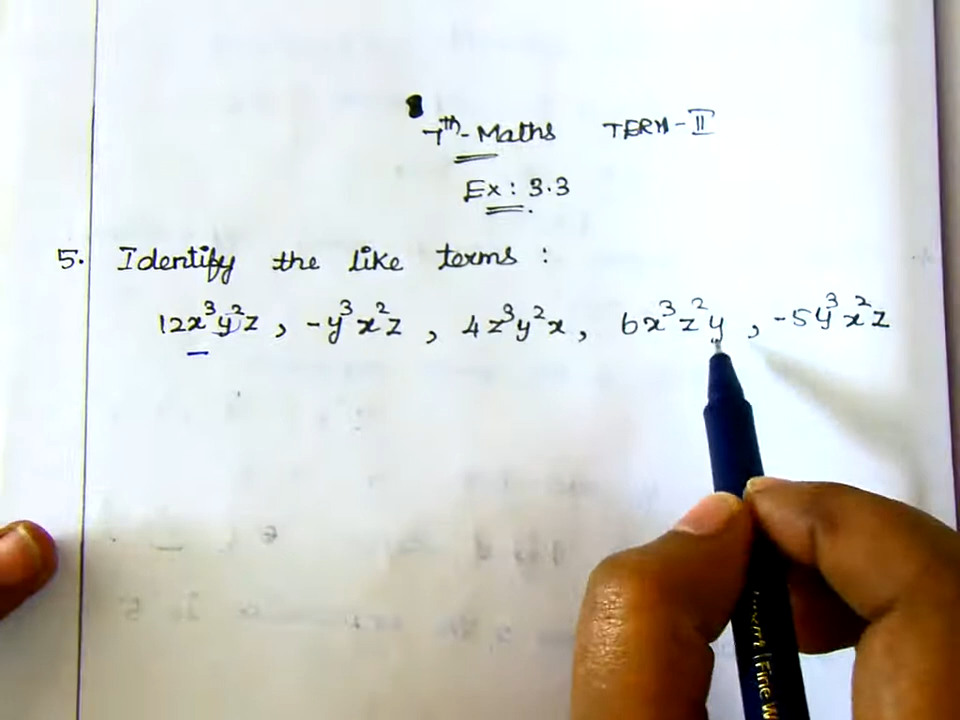 7th - Maths TERM - II
Ex : 3.3
5. Identify the like terms :
12x³y²z , -y³x²z , 4z³y²x , 6x³z²y , -5y³x²z